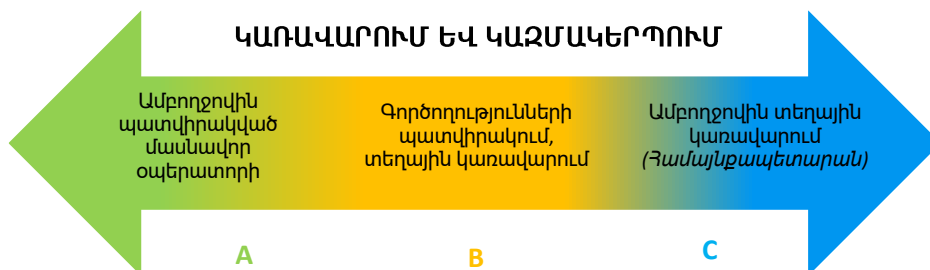 ԿԱՌԱՎԱՐՈՒՄ ԵՎ ԿԱԶՄԱԿԵՐՊՈՒՄ
Ամբողջովին
պատվիրակված
մասնավոր
օպերատորի
Գործողությունների
պատվիրակում,
տեղային կառավարում
Ամբողջովին տեղային
կառավարում
(Համայնքապետարան)
A
B
C